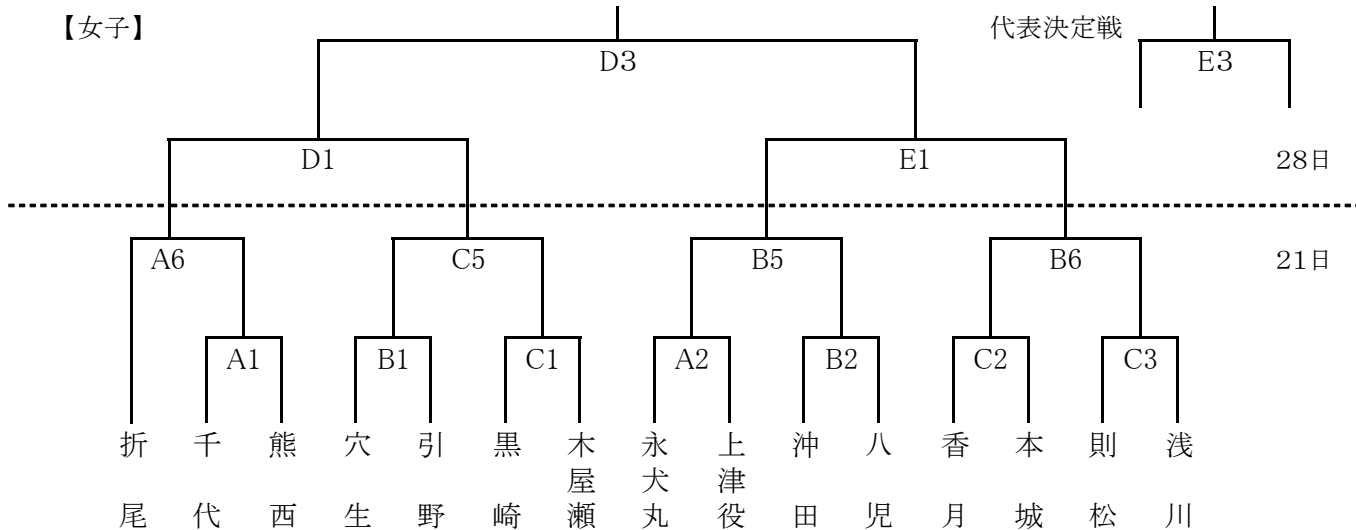 【女子】
代表決定戦
D3
E3
D1
E1
28日
A6
C5
B5
B6
21日
A1
B1
C1
A2
B2
C2
C3
折尾
千代
熊西
穴生
引野
黒崎
木屋瀬
永犬丸
上津役
沖田
八児
香月
本城
則松
浅川